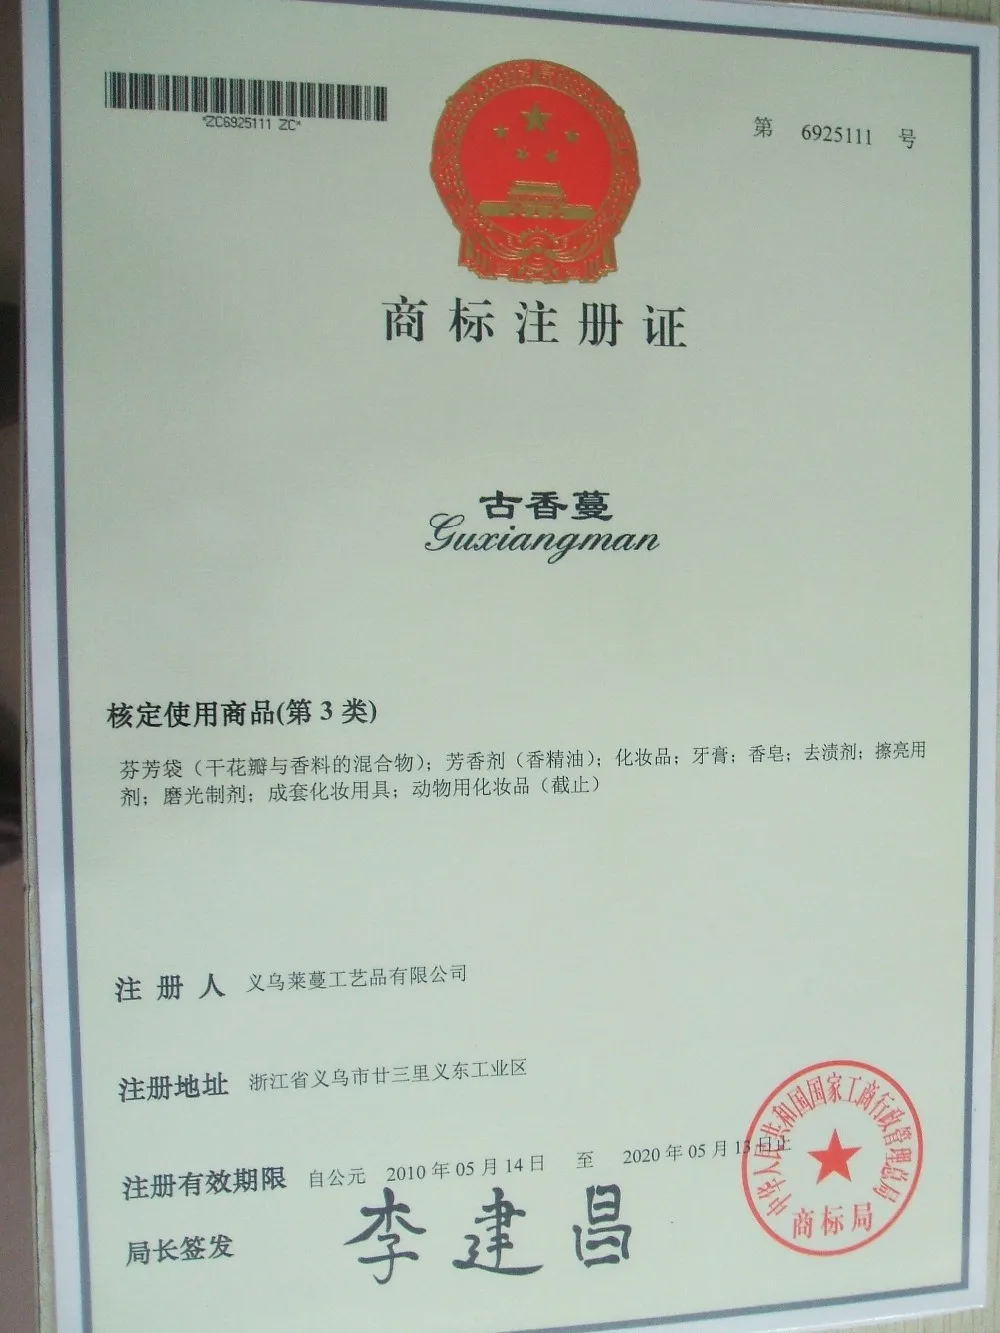 *ZC6925111 ZC*
第 6925111 号
商标注册证
古香蔓
Guxiangman
核定使用商品(第 3 类)
芬芳袋（干花瓣与香料的混合物）；芳香剂（香精油）；化妆品；牙膏；香皂；去渍剂；擦亮用
剂；磨光制剂；成套化妆用具；动物用化妆品（截止）
注册人 义乌莱蔓工艺品有限公司
注册地址 浙江省义乌市廿三里义东工业区
注册有效期限 自公元 2010 年 05 月 14 日 至 2020 年 05 月 13 日止
局长签发 李建昌
中华人民共和国国家工商行政管理总局
商标局